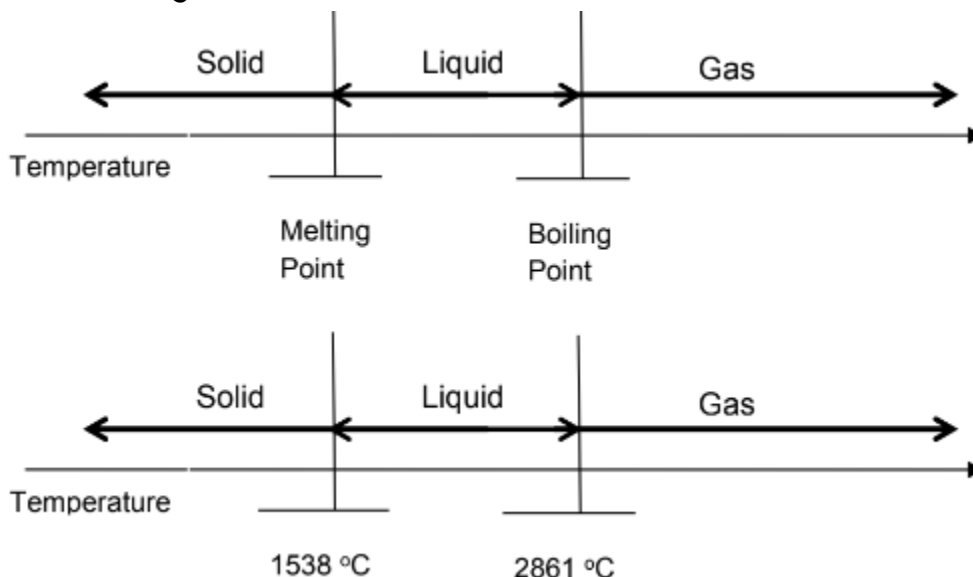 Solid Liquid Gas
Temperature
Melting Boiling
Point Point
Solid Liquid Gas
Temperature
1538 °C 2861 °C